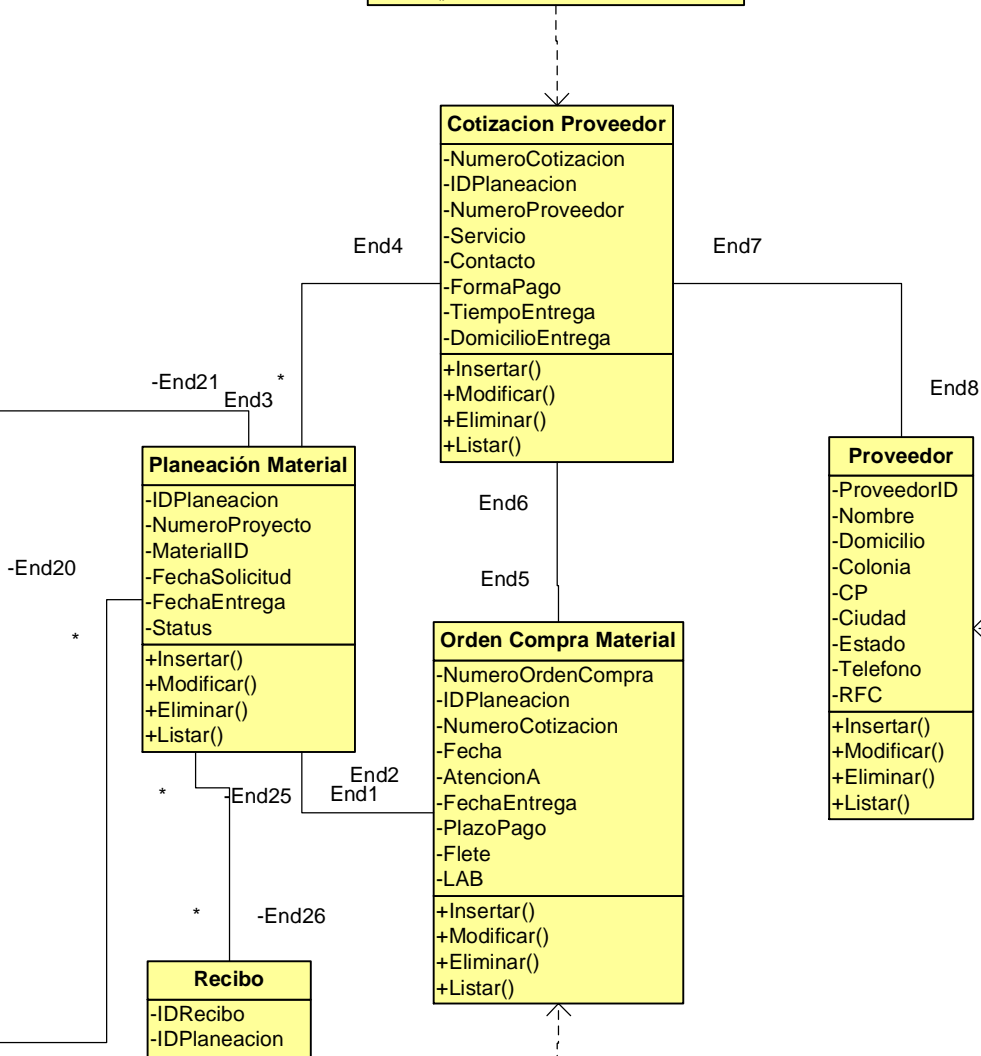 Cotizacion Proveedor
-NumeroCotizacion
-IDPlaneacion
-NumeroProveedor
-Servicio
-Contacto
-FormaPago
-TiempoEntrega
-DomicilioEntrega
+Insertar()
+Modificar()
+Eliminar()
+Listar()
End4
End7
-End21
*
End3
End8
Planeación Material
-IDPlaneacion
-NumeroProyecto
-MaterialID
-FechaSolicitud
-FechaEntrega
-Status
+Insertar()
+Modificar()
+Eliminar()
+Listar()
Proveedor
-ProveedorID
-Nombre
-Domicilio
-Colonia
-CP
-Ciudad
-Estado
-Telefono
-RFC
+Insertar()
+Modificar()
+Eliminar()
+Listar()
End6
End5
-End20
*
Orden Compra Material
-NumeroOrdenCompra
-IDPlaneacion
-NumeroCotizacion
-Fecha
-AtencionA
-FechaEntrega
-PlazoPago
-Flete
-LAB
+Insertar()
+Modificar()
+Eliminar()
+Listar()
End2
End1
*
-End25
*
-End26
Recibo
-IDRecibo
-IDPlaneacion